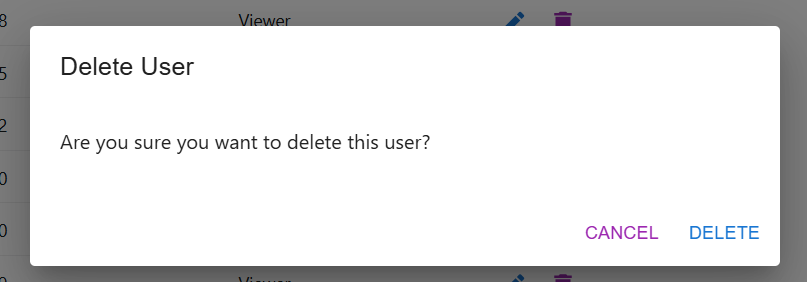 8 Viewer
5
Delete User
2
Are you sure you want to delete this user?
0
0
CANCEL DELETE
Viewer